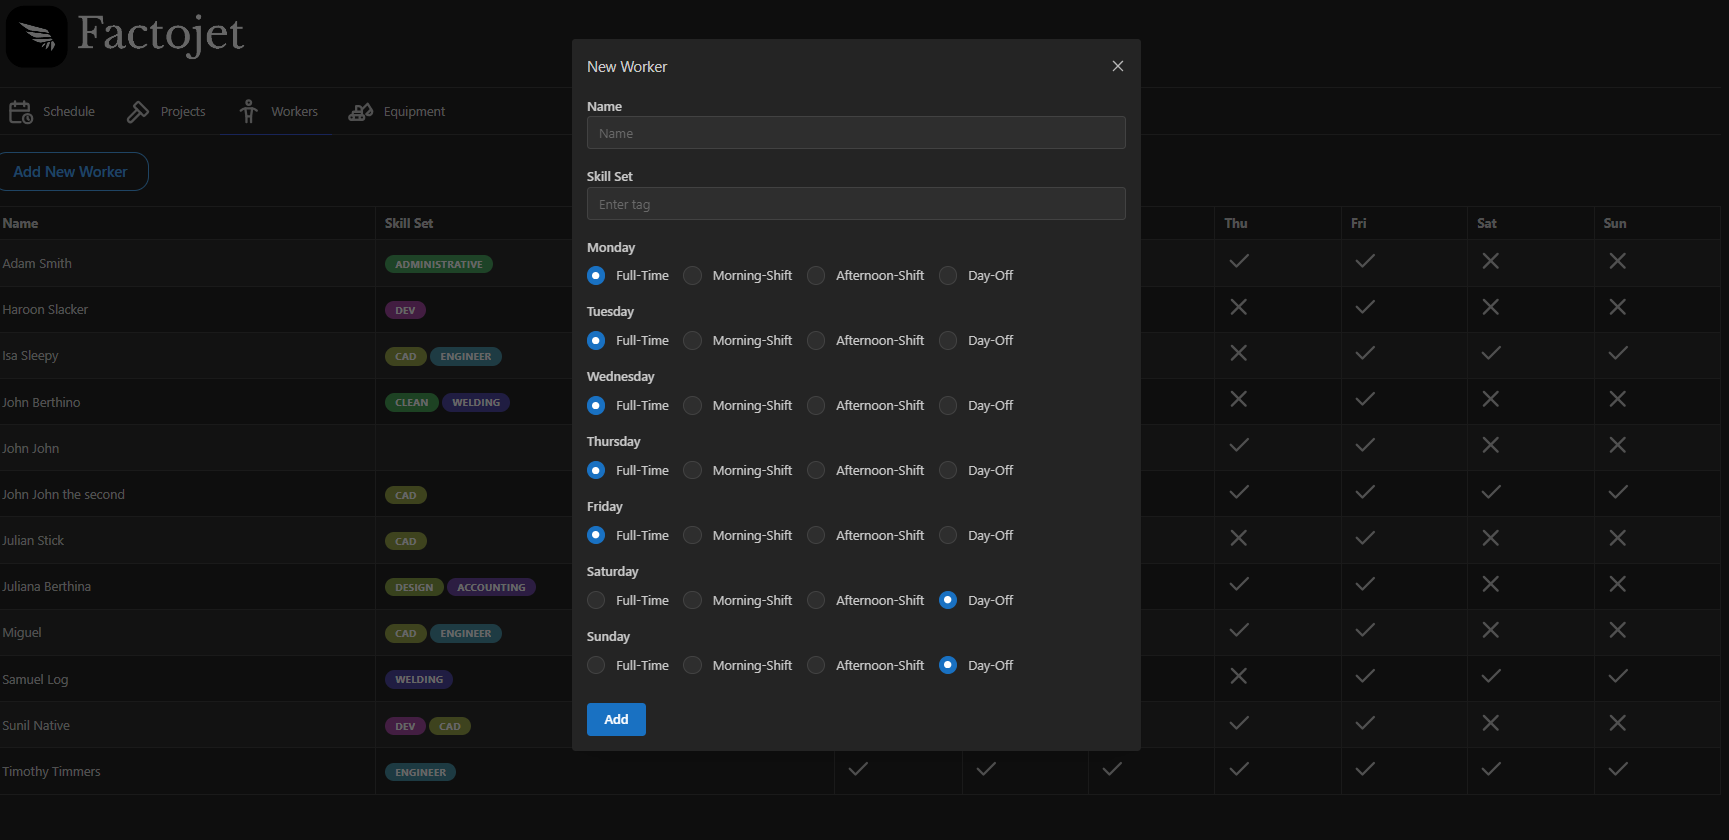 Factojet
Schedule Projects Workers Equipment
Add New Worker
Name Skill Set Thu Fri Sat Sun
Adam Smith ADMINISTRATIVE
Haroon Slacker DEV
Isa Sleepy CAD ENGINEER
John Berthino CLEAN WELDING
John John
John John the second CAD
Julian Stick CAD
Juliana Berthina DESIGN ACCOUNTING
Miguel CAD ENGINEER
Samuel Log WELDING
Sunil Native DEV CAD
Timothy Timmers ENGINEER
New Worker
Name
Name
Skill Set
Enter tag
Monday
Full-Time Morning-Shift Afternoon-Shift Day-Off
Tuesday
Full-Time Morning-Shift Afternoon-Shift Day-Off
Wednesday
Full-Time Morning-Shift Afternoon-Shift Day-Off
Thursday
Full-Time Morning-Shift Afternoon-Shift Day-Off
Friday
Full-Time Morning-Shift Afternoon-Shift Day-Off
Saturday
Full-Time Morning-Shift Afternoon-Shift Day-Off
Sunday
Full-Time Morning-Shift Afternoon-Shift Day-Off
Add